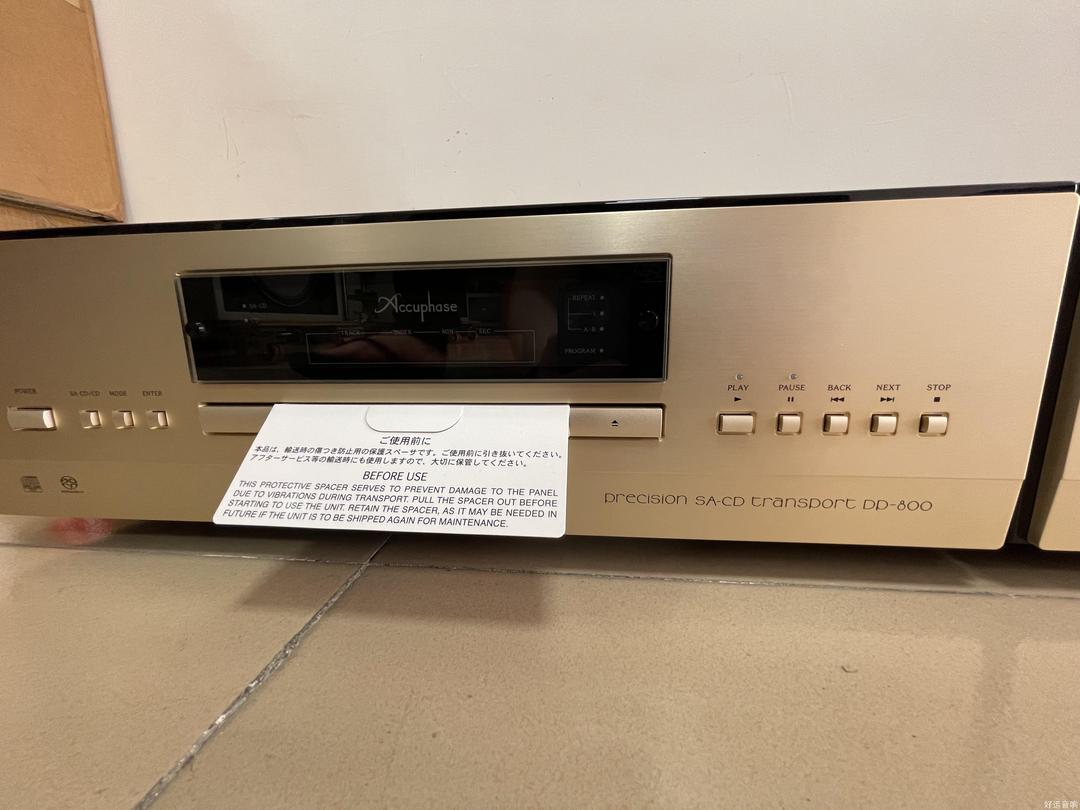 SA-CD
Accuphase
REPEAT
1
A-B
TRACK INDEX MIN SEC
PROGRAM
POWER
SA-CD/CD MODE ENTER
PLAY PAUSE BACK NEXT STOP
ご使用前に
本品は、輸送時の傷つき防止用の保護スペーサです。ご使用前に引き抜いてください。
アフターサービス等の輸送時にも使用しますので、大切に保管してください。
BEFORE USE
THIS PROTECTIVE SPACER SERVES TO PREVENT DAMAGE TO THE PANEL
DUE TO VIBRATIONS DURING TRANSPORT. PULL THE SPACER OUT BEFORE
STARTING TO USE THE UNIT. RETAIN THE SPACER, AS IT MAY BE NEEDED IN
FUTURE IF THE UNIT IS TO BE SHIPPED AGAIN FOR MAINTENANCE.
precision SA-CD transport DP-800
好运音响